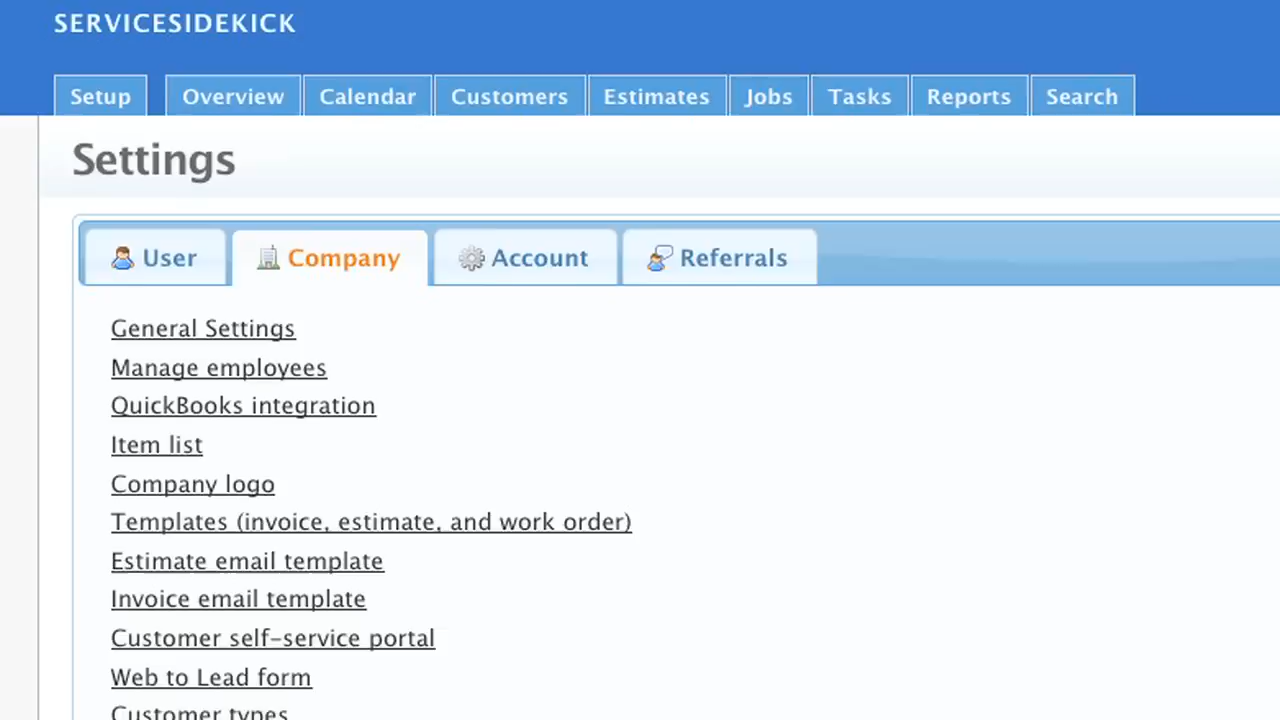 SERVICESIDEKICK
Setup Overview Calendar Customers Estimates Jobs Tasks Reports Search
Settings
User Company Account Referrals
General Settings
Manage employees
QuickBooks integration
Item list
Company logo
Templates (invoice, estimate, and work order)
Estimate email template
Invoice email template
Customer self-service portal
Web to Lead form
Customer types